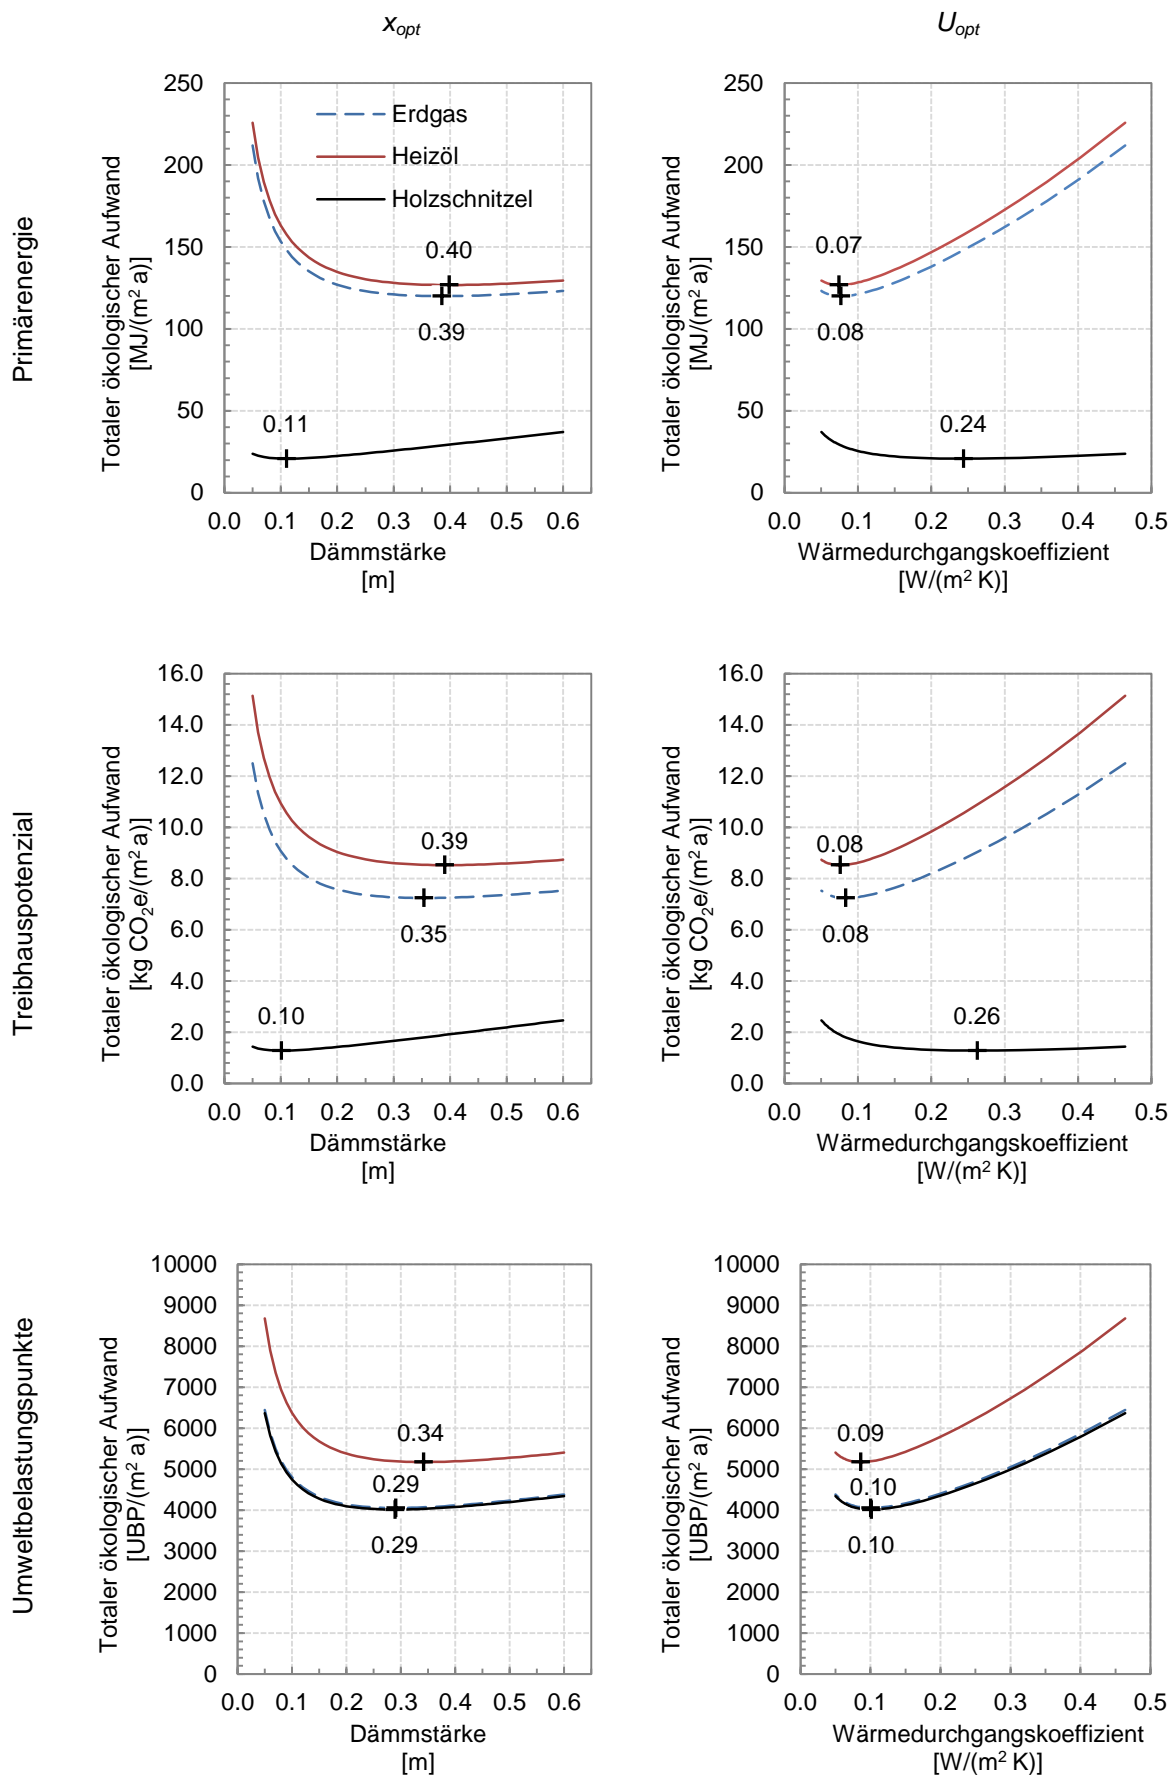 x_opt
U_opt
Primärenergie
Totaler ökologischer Aufwand
[MJ/(m² a)]
250
200
150
100
50
0
Erdgas
Heizöl
Holzschnitzel
0.40
0.39
0.11
0.0 0.1 0.2 0.3 0.4 0.5 0.6
Dämmstärke
[m]
Totaler ökologischer Aufwand
[MJ/(m² a)]
250
200
150
100
50
0
0.07
0.08
0.24
0.0 0.1 0.2 0.3 0.4 0.5
Wärmedurchgangskoeffizient
[W/(m² K)]
Treibhauspotenzial
Totaler ökologischer Aufwand
[kg CO₂e/(m² a)]
16.0
14.0
12.0
10.0
8.0
6.0
4.0
2.0
0.0
0.39
0.35
0.10
0.0 0.1 0.2 0.3 0.4 0.5 0.6
Dämmstärke
[m]
Totaler ökologischer Aufwand
[kg CO₂e/(m² a)]
16.0
14.0
12.0
10.0
8.0
6.0
4.0
2.0
0.0
0.08
0.08
0.26
0.0 0.1 0.2 0.3 0.4 0.5
Wärmedurchgangskoeffizient
[W/(m² K)]
Umweltbelastungspunkte
Totaler ökologischer Aufwand
[UBP/(m² a)]
10000
9000
8000
7000
6000
5000
4000
3000
2000
1000
0
0.34
0.29
0.29
0.0 0.1 0.2 0.3 0.4 0.5 0.6
Dämmstärke
[m]
Totaler ökologischer Aufwand
[UBP/(m² a)]
10000
9000
8000
7000
6000
5000
4000
3000
2000
1000
0
0.09
0.10
0.10
0.0 0.1 0.2 0.3 0.4 0.5
Wärmedurchgangskoeffizient
[W/(m² K)]